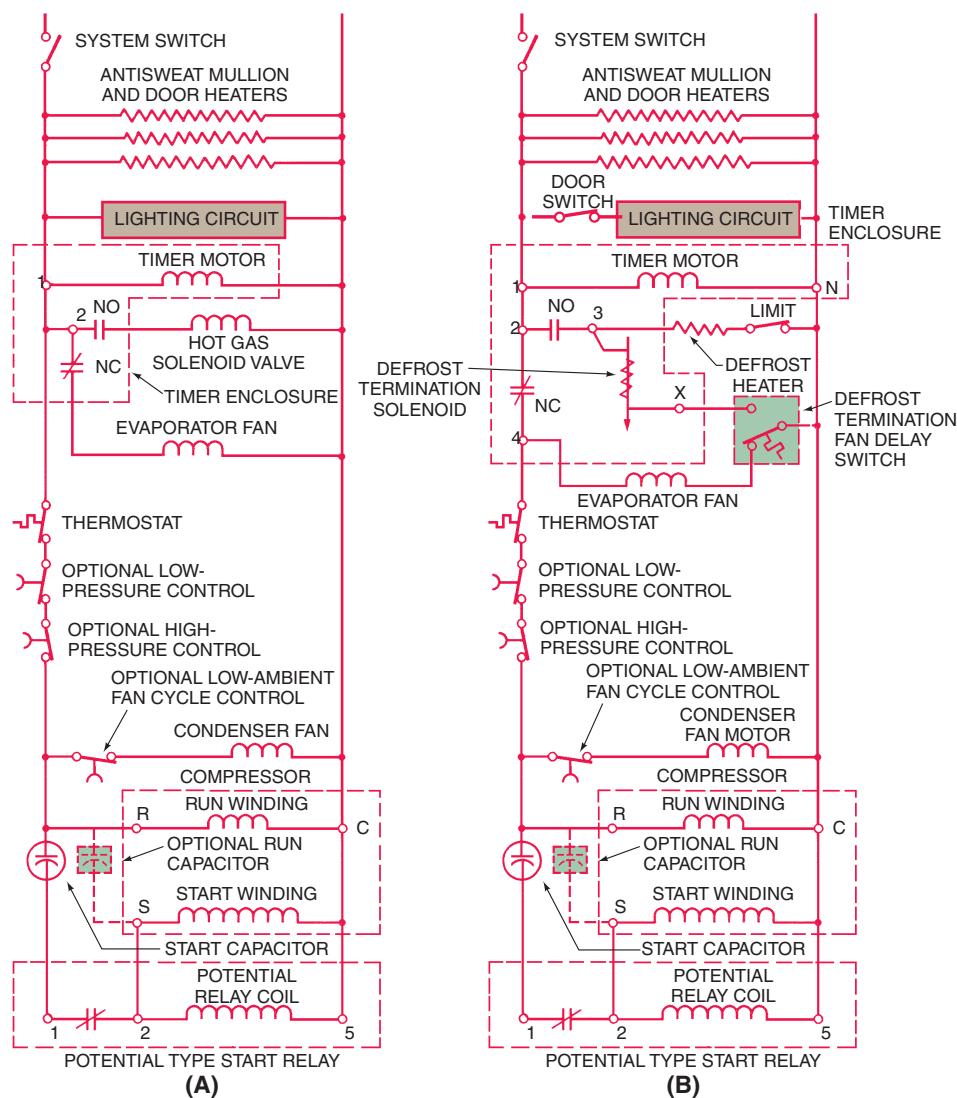 SYSTEM SWITCH
ANTISWEAT MULLION
AND DOOR HEATERS
LIGHTING CIRCUIT
TIMER MOTOR
1
2
NO
HOT GAS
SOLENOID VALVE
NC
TIMER ENCLOSURE
EVAPORATOR FAN
THERMOSTAT
OPTIONAL LOW-
PRESSURE CONTROL
OPTIONAL HIGH-
PRESSURE CONTROL
OPTIONAL LOW-AMBIENT
FAN CYCLE CONTROL
CONDENSER FAN
COMPRESSOR
R
RUN WINDING
C
OPTIONAL RUN
CAPACITOR
S
START WINDING
START CAPACITOR
POTENTIAL
RELAY COIL
1
2
5
POTENTIAL TYPE START RELAY
(A)
SYSTEM SWITCH
ANTISWEAT MULLION
AND DOOR HEATERS
DOOR
SWITCH
LIGHTING CIRCUIT
TIMER
ENCLOSURE
TIMER MOTOR
1
N
NO
3
LIMIT
2
DEFROST
TERMINATION
SOLENOID
DEFROST
HEATER
NC
X
DEFROST
TERMINATION
FAN DELAY
SWITCH
4
EVAPORATOR FAN
THERMOSTAT
OPTIONAL LOW-
PRESSURE CONTROL
OPTIONAL HIGH-
PRESSURE CONTROL
OPTIONAL LOW-AMBIENT
FAN CYCLE CONTROL
CONDENSER
FAN MOTOR
COMPRESSOR
R
RUN WINDING
C
OPTIONAL RUN
CAPACITOR
S
START WINDING
START CAPACITOR
POTENTIAL
RELAY COIL
1
2
5
POTENTIAL TYPE START RELAY
(B)